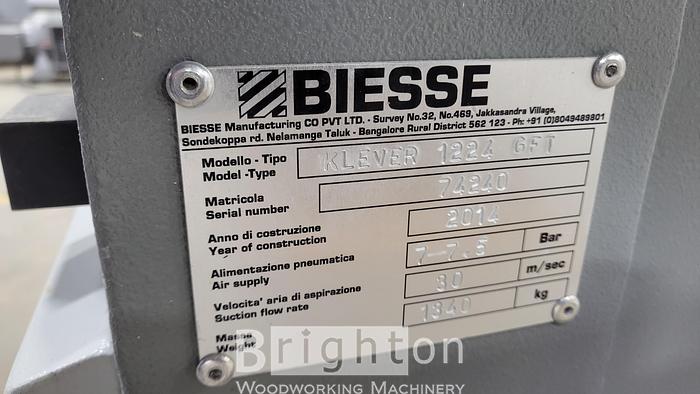 BIESSE
BIESSE Manufacturing CO PVT LTD. - Survey No.32, No.469, Jakkasandra Village,
Sondekoppa rd. Nelamanga Taluk - Bangalore Rural District 562 123 - Ph: +91 (0)8049489801
Modello - Tipo
Model -Type
KLEVER 1224 GFT
Matricola
Serial number
74240
Anno di costruzione
Year of construction
2014
Alimentazione pneumatica
Air supply
7-7.5 Bar
Velocita' aria di aspirazione
Suction flow rate
30 m/sec
Massa
Weight
1340 kg
Brighton
WOODWORKING MACHINERY